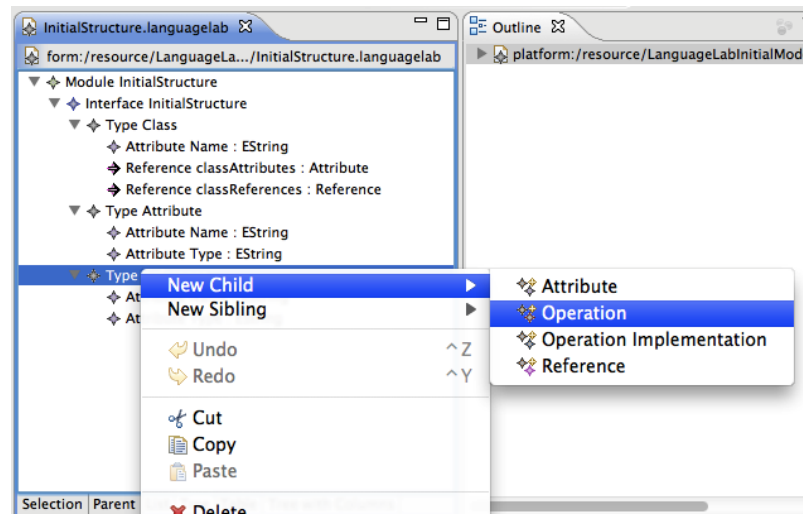 InitialStructure.languagelab
Outline
form:/resource/LanguageLa.../InitialStructure.languagelab
platform:/resource/LanguageLabInitialMod
Module InitialStructure
Interface InitialStructure
Type Class
Attribute Name : EString
Reference classAttributes : Attribute
Reference classReferences : Reference
Type Attribute
Attribute Name : EString
Attribute Type : EString
Type
At
At
New Child
New Sibling
Undo ^Z
Redo ^Y
Cut
Copy
Paste
Delete
Attribute
Operation
Operation Implementation
Reference
Selection
Parent